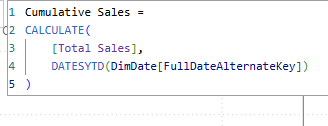 1 Cumulative Sales =
2 CALCULATE(
3 [Total Sales],
4 DATESYTD(DimDate[FullDateAlternateKey])
5 )